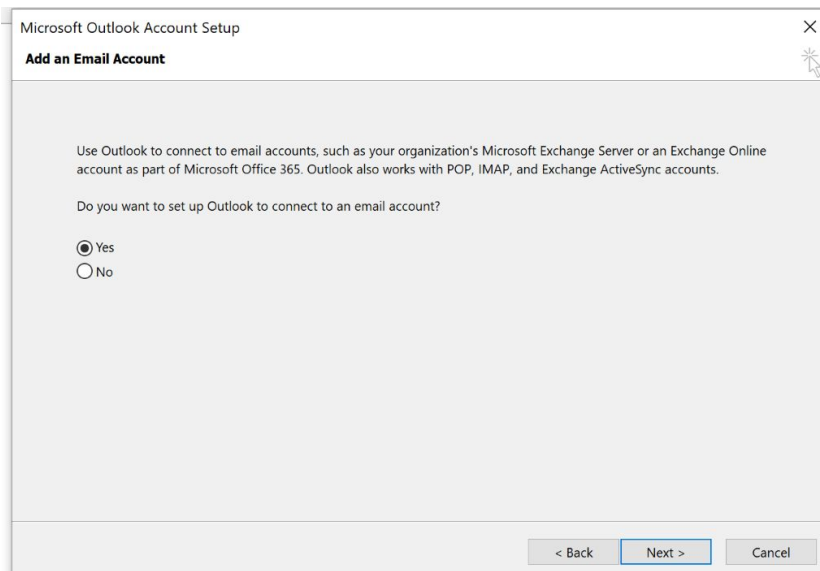 Microsoft Outlook Account Setup
Add an Email Account
Use Outlook to connect to email accounts, such as your organization's Microsoft Exchange Server or an Exchange Online
account as part of Microsoft Office 365. Outlook also works with POP, IMAP, and Exchange ActiveSync accounts.
Do you want to set up Outlook to connect to an email account?
Yes
No
< Back Next > Cancel